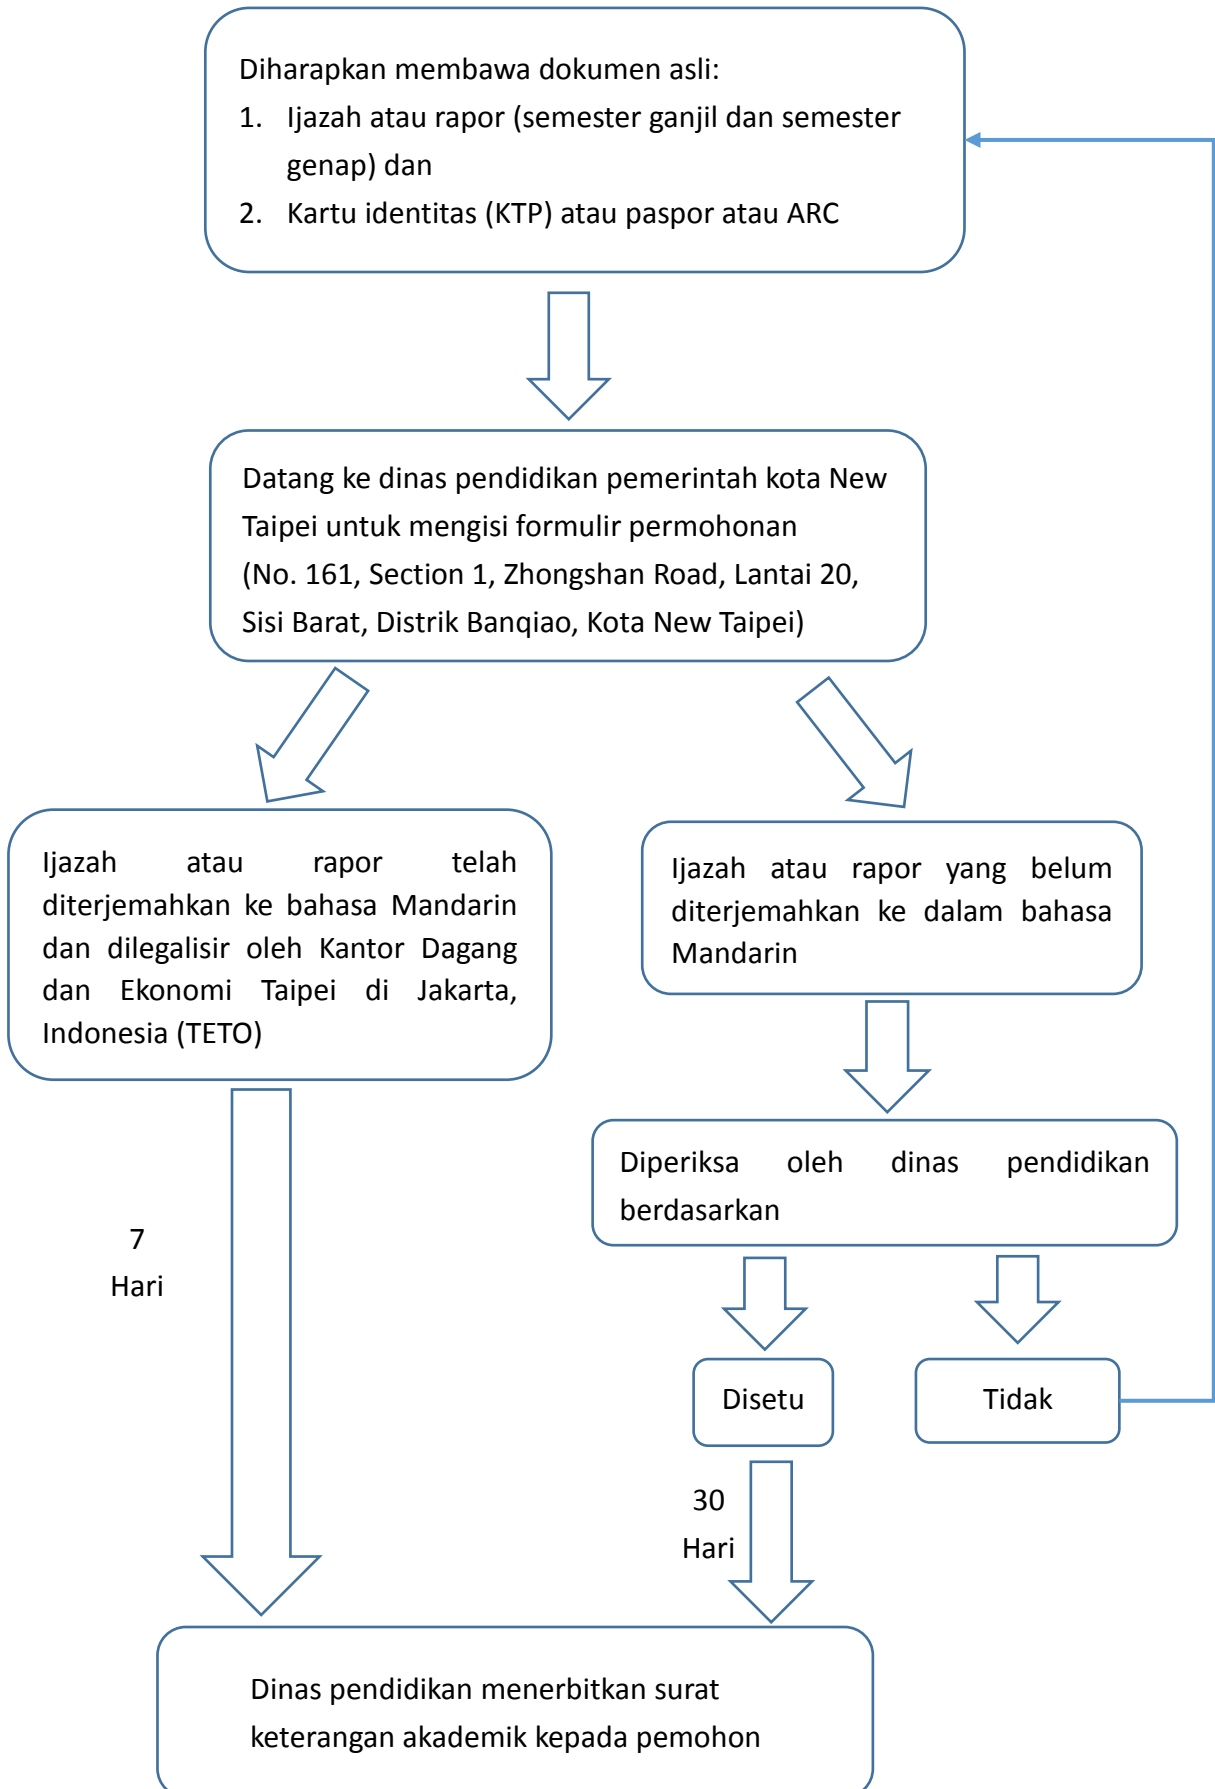 Diharapkan membawa dokumen asli:
1. Ijazah atau rapor (semester ganjil dan semester
genap) dan
2. Kartu identitas (KTP) atau paspor atau ARC
Datang ke dinas pendidikan pemerintah kota New
Taipei untuk mengisi formulir permohonan
(No. 161, Section 1, Zhongshan Road, Lantai 20,
Sisi Barat, Distrik Banqiao, Kota New Taipei)
Ijazah atau rapor telah
diterjemahkan ke bahasa Mandarin
dan dilegalisir oleh Kantor Dagang
dan Ekonomi Taipei di Jakarta,
Indonesia (TETO)
Ijazah atau rapor yang belum
diterjemahkan ke dalam bahasa
Mandarin
Diperiksa oleh dinas pendidikan
berdasarkan
7
Hari
Disetu
Tidak
30
Hari
Dinas pendidikan menerbitkan surat
keterangan akademik kepada pemohon